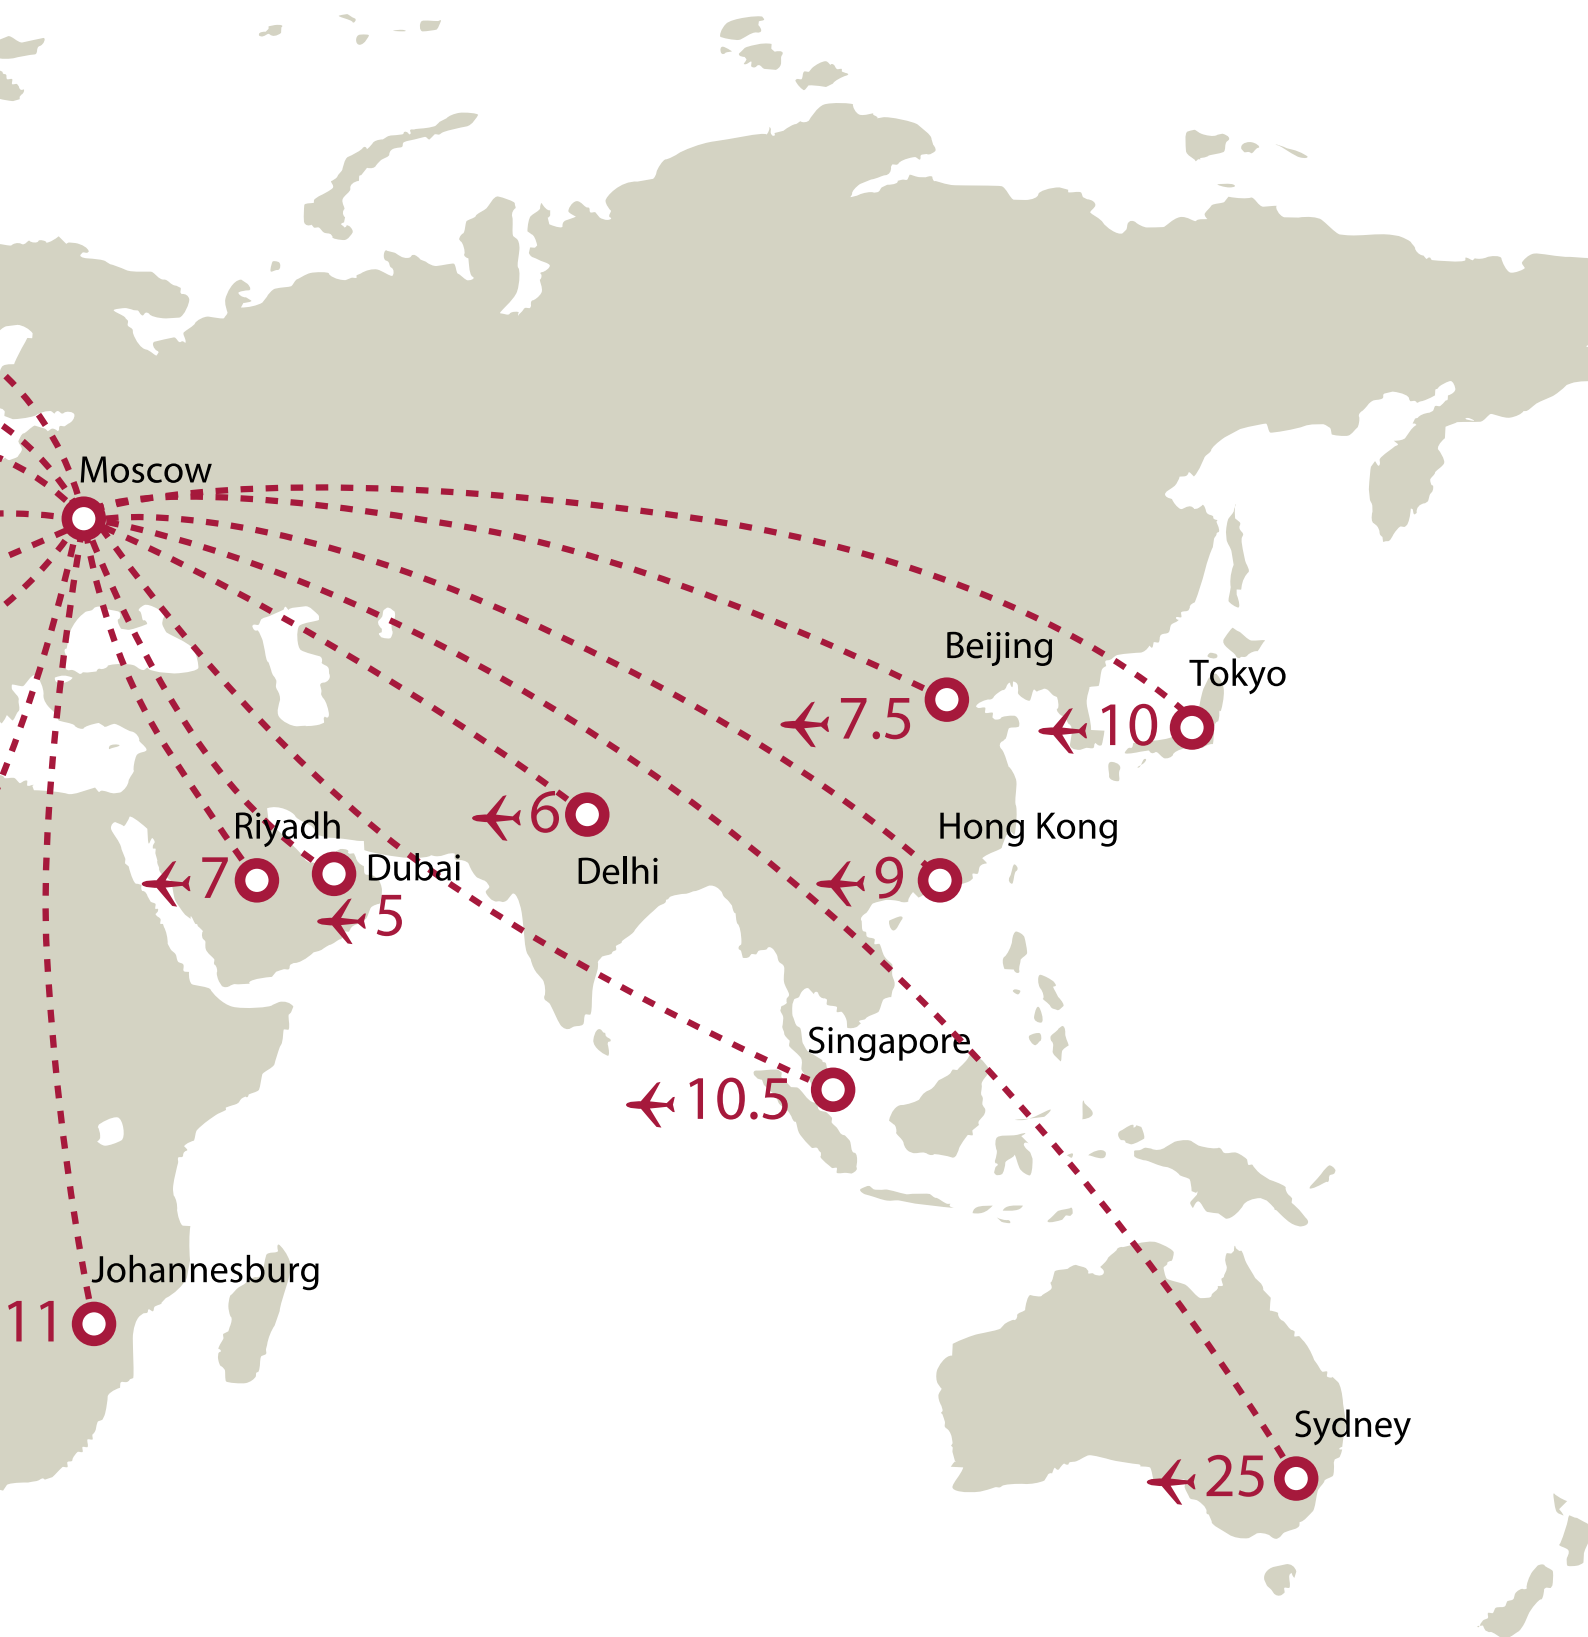 Moscow
Beijing
7.5
Tokyo
10
Riyadh
7
Dubai
5
6
Delhi
Hong Kong
9
Singapore
10.5
Johannesburg
11
Sydney
25